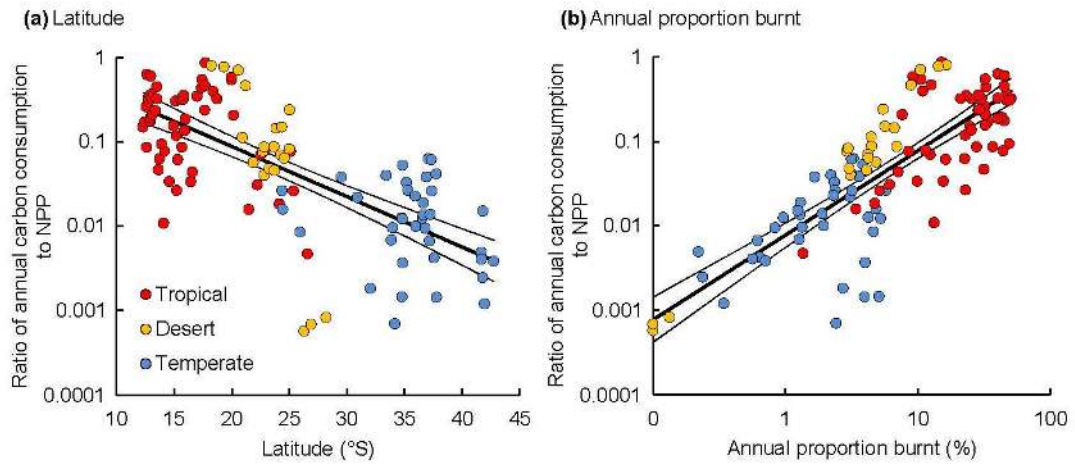 (a) Latitude
Ratio of annual carbon consumption
to NPP
1
0.1
0.01
0.001
0.0001
Tropical
Desert
Temperate
10 15 20 25 30 35 40 45
Latitude (°S)
(b) Annual proportion burnt
Ratio of annual carbon consumption
to NPP
1
0.1
0.01
0.001
0.0001
0 1 10 100
Annual proportion burnt (%)